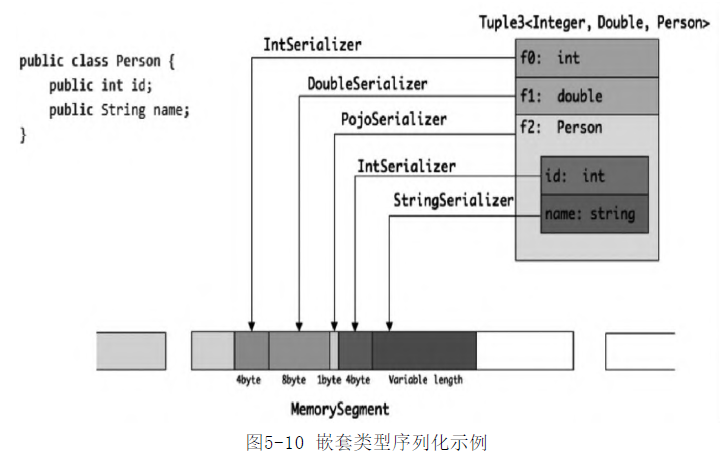 Tuple3<Integer, Double, Person>
public class Person {
public int id;
public String name;
}
IntSerializer
DoubleSerializer
PojoSerializer
IntSerializer
StringSerializer
f0: int
f1: double
f2: Person
id: int
name: string
4byte 8byte 1byte 4byte Variable length
MemorySegment
图5-10 嵌套类型序列化示例